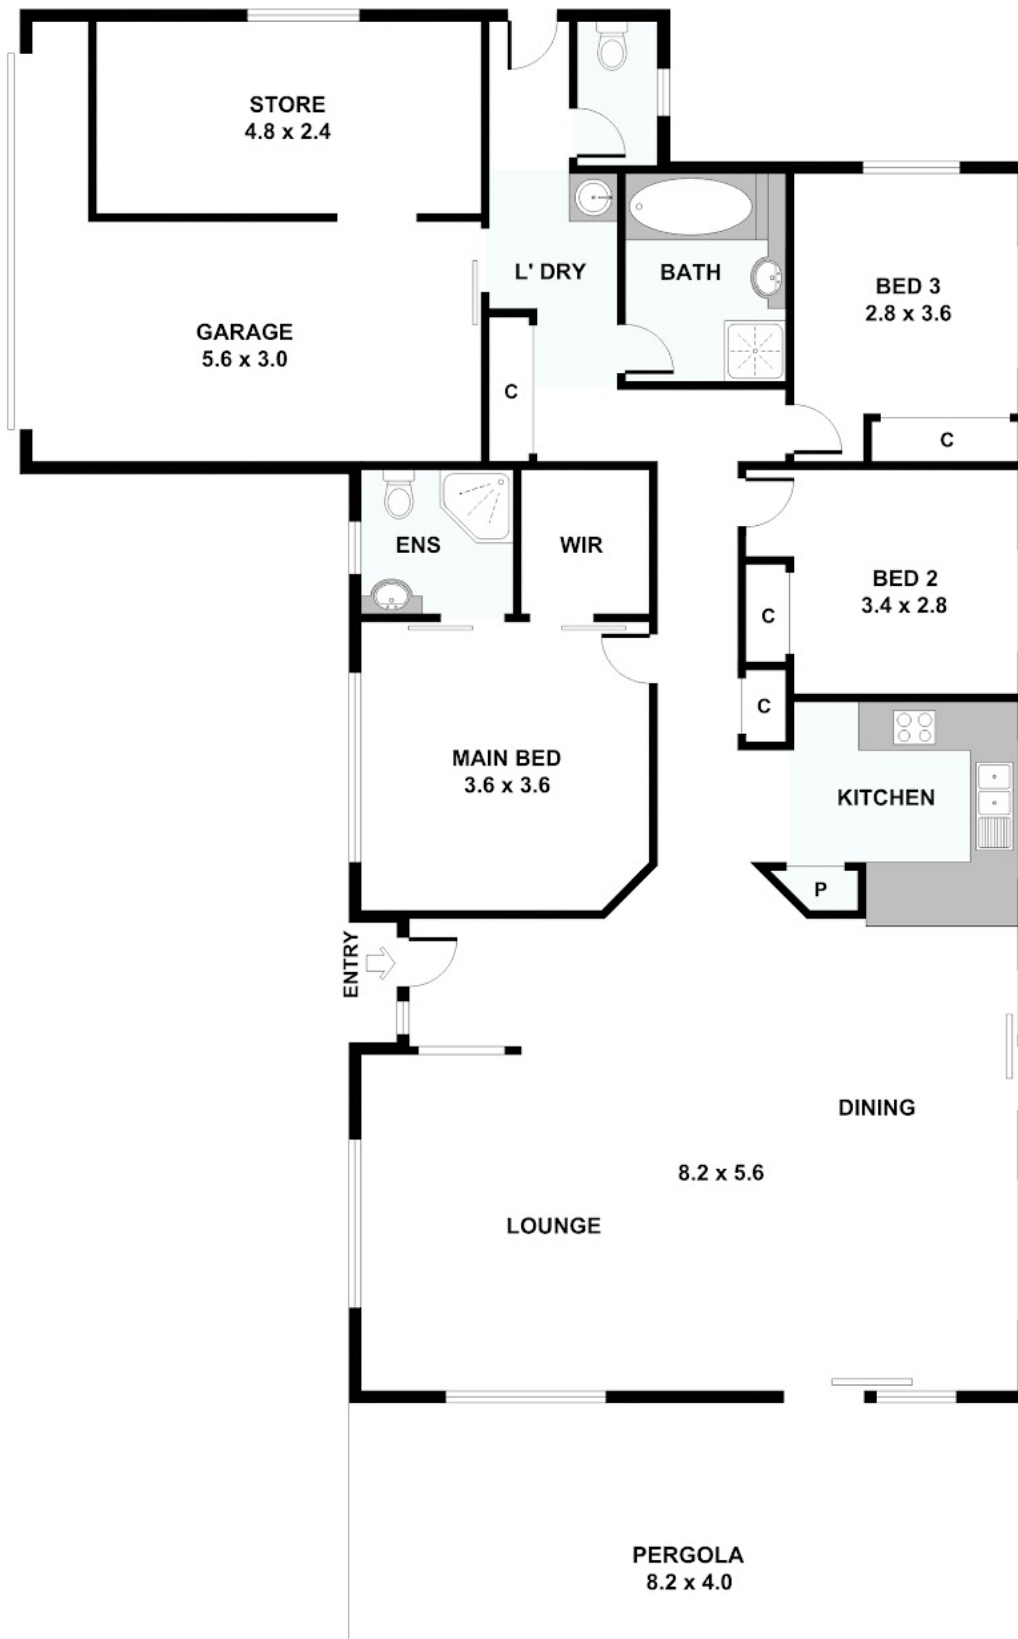 STORE
4.8 x 2.4
L' DRY
BATH
BED 3
2.8 x 3.6
GARAGE
5.6 x 3.0
C
C
ENS
WIR
BED 2
3.4 x 2.8
C
C
MAIN BED
3.6 x 3.6
KITCHEN
P
ENTRY
DINING
8.2 x 5.6
LOUNGE
PERGOLA
8.2 x 4.0